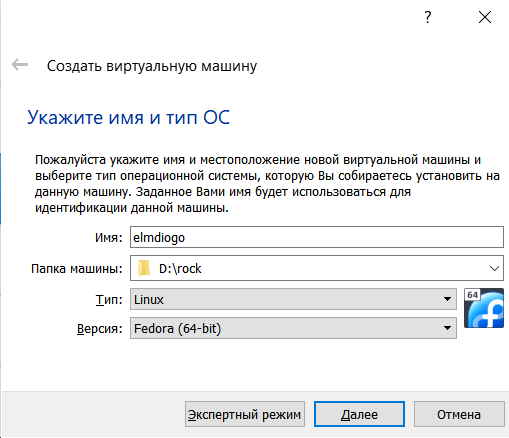 ?
Создать виртуальную машину
Укажите имя и тип ОС
Пожалуйста укажите имя и местоположение новой виртуальной машины и
выберите тип операционной системы, которую Вы собираетесь установить на
данную машину. Заданное Вами имя будет использоваться для
идентификации данной машины.
Имя: elmdiogo
Папка машины: D:\rock
Тип: Linux
64
Версия: Fedora (64-bit)
Экспертный режим Далее Отмена